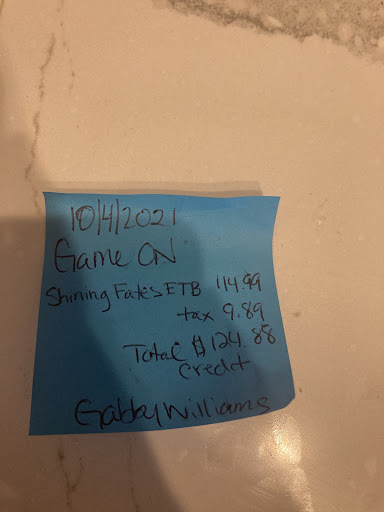 10/4/2021
Game ON
Shining Fates ETB 114.99
tax 9.89
Total $124.88
Credit
Gabby Williams